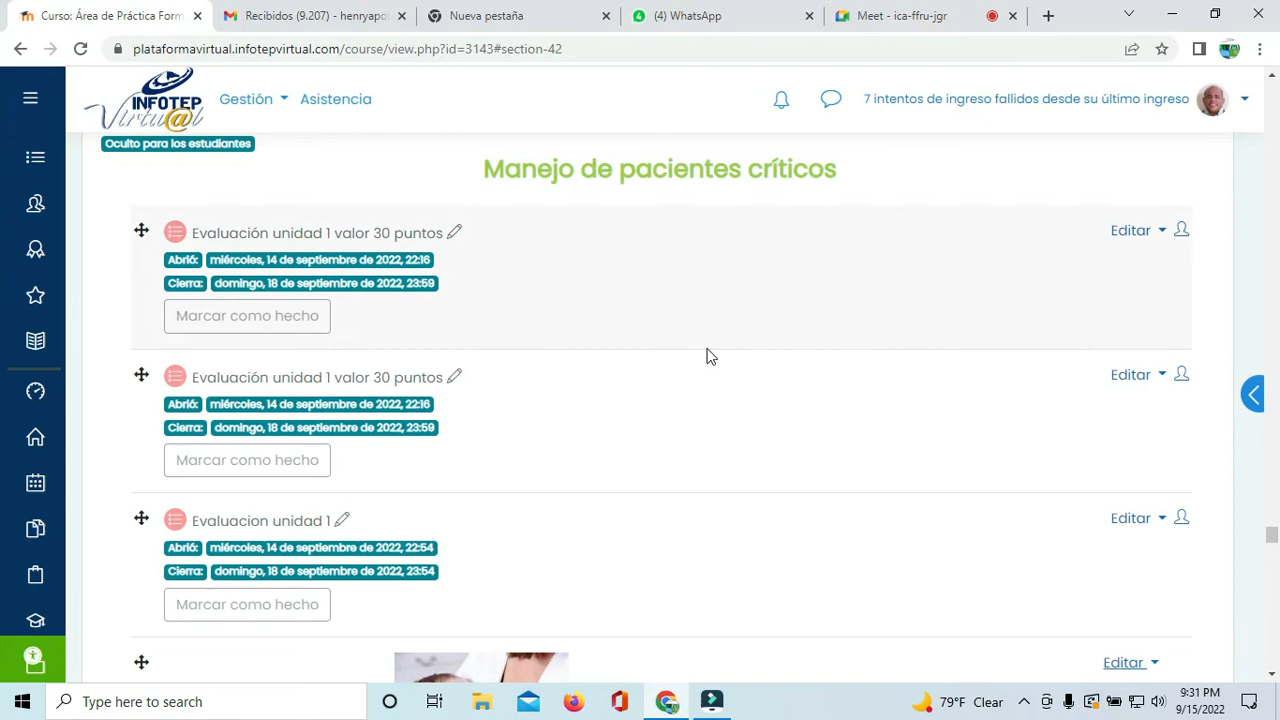 Curso: Área de Práctica Form
Recibidos (9.207) - henrypol
Nueva pestaña
(4) WhatsApp
Meet - ica-ffru-jgr
plataformavirtual.infotepvirtual.com/course/view.php?id=3143#section-42
INFOTEP
Virtu@l
Gestión
Asistencia
7 intentos de ingreso fallidos desde su último ingreso
Oculto para los estudiantes
Manejo de pacientes críticos
Evaluación unidad 1 valor 30 puntos
Editar
Abrió: miércoles, 14 de septiembre de 2022, 22:16
Cierra: domingo, 18 de septiembre de 2022, 23:59
Marcar como hecho
Evaluación unidad 1 valor 30 puntos
Editar
Abrió: miércoles, 14 de septiembre de 2022, 22:16
Cierra: domingo, 18 de septiembre de 2022, 23:59
Marcar como hecho
Evaluacion unidad 1
Editar
Abrió: miércoles, 14 de septiembre de 2022, 22:54
Cierra: domingo, 18 de septiembre de 2022, 23:54
Marcar como hecho
Editar
Type here to search
79°F Clear
9:31 PM
9/15/2022